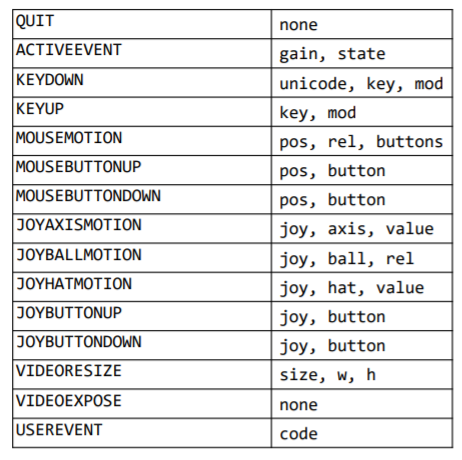 QUIT none
ACTIVEEVENT gain, state
KEYDOWN unicode, key, mod
KEYUP key, mod
MOUSEMOTION pos, rel, buttons
MOUSEBUTTONUP pos, button
MOUSEBUTTONDOWN pos, button
JOYAXISMOTION joy, axis, value
JOYBALLMOTION joy, ball, rel
JOYHATMOTION joy, hat, value
JOYBUTTONUP joy, button
JOYBUTTONDOWN joy, button
VIDEORESIZE size, w, h
VIDEOEXPOSE none
USEREVENT code